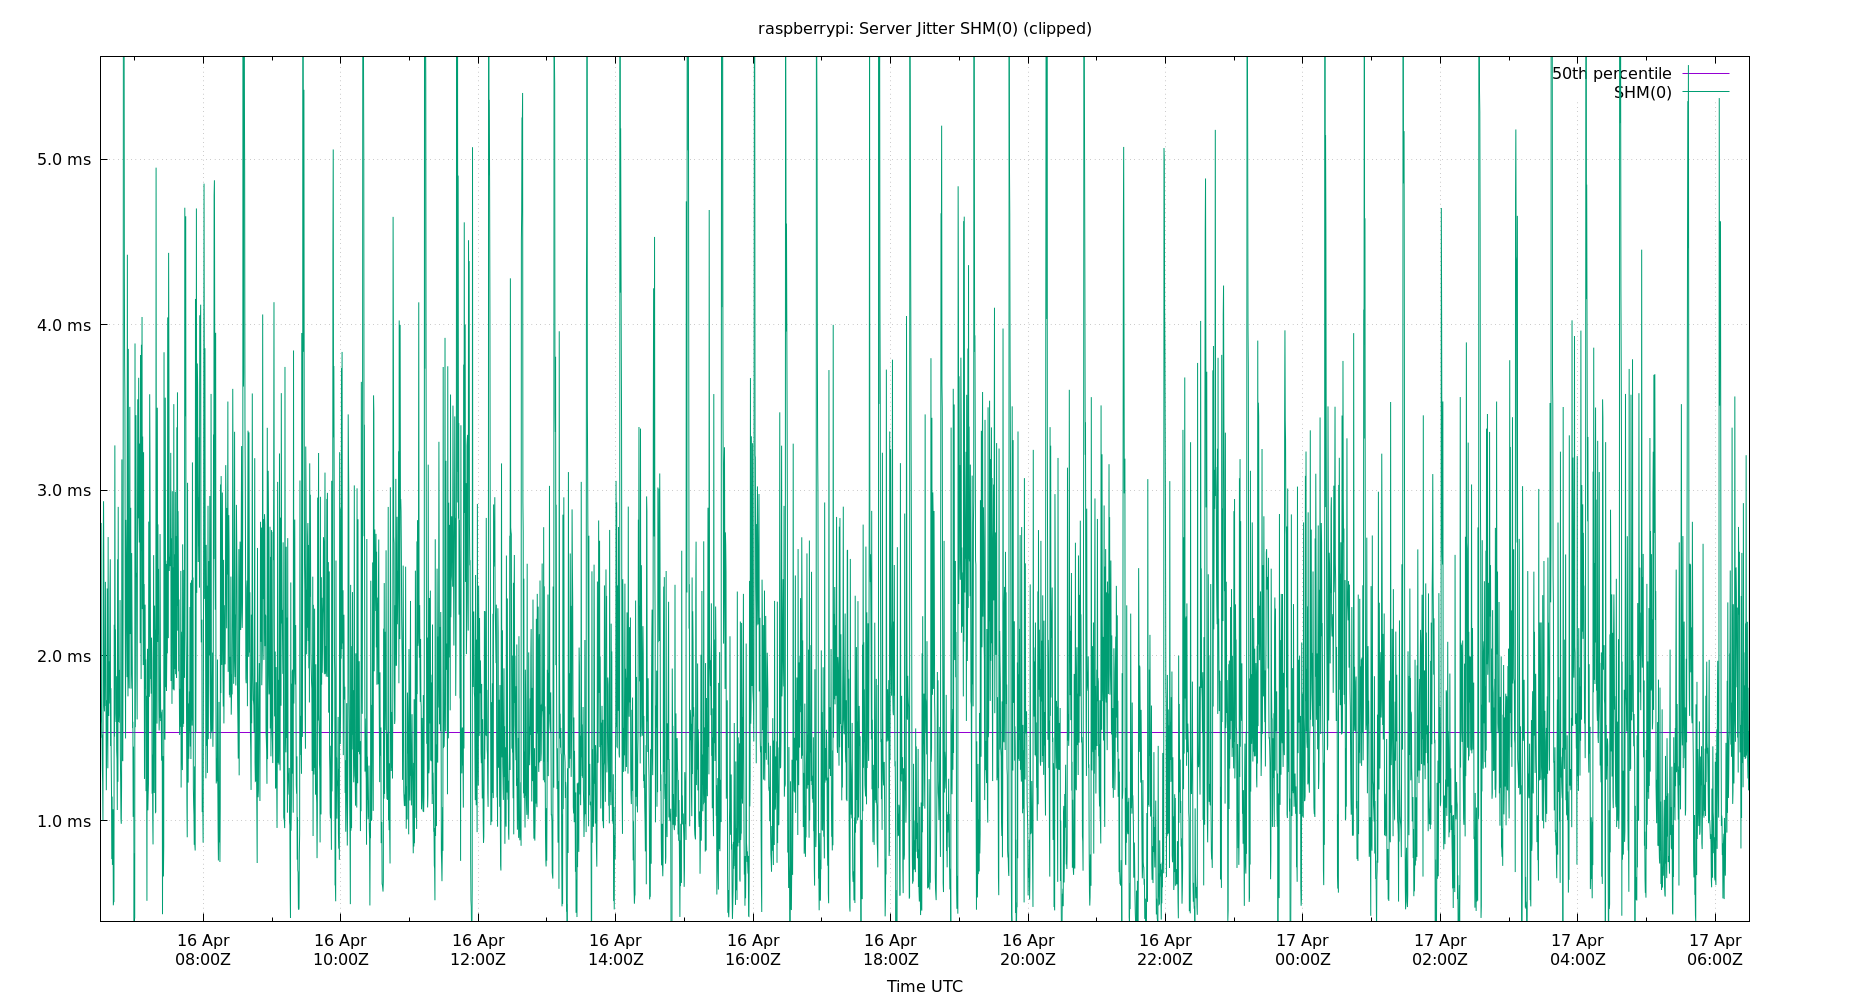 raspberrypi: Server Jitter SHM(0) (clipped)
50th percentile
SHM(0)
5.0 ms
4.0 ms
3.0 ms
2.0 ms
1.0 ms
16 Apr 16 Apr 16 Apr 16 Apr 16 Apr 16 Apr 16 Apr 16 Apr 17 Apr 17 Apr 17 Apr 17 Apr
08:00Z 10:00Z 12:00Z 14:00Z 16:00Z 18:00Z 20:00Z 22:00Z 00:00Z 02:00Z 04:00Z 06:00Z
Time UTC